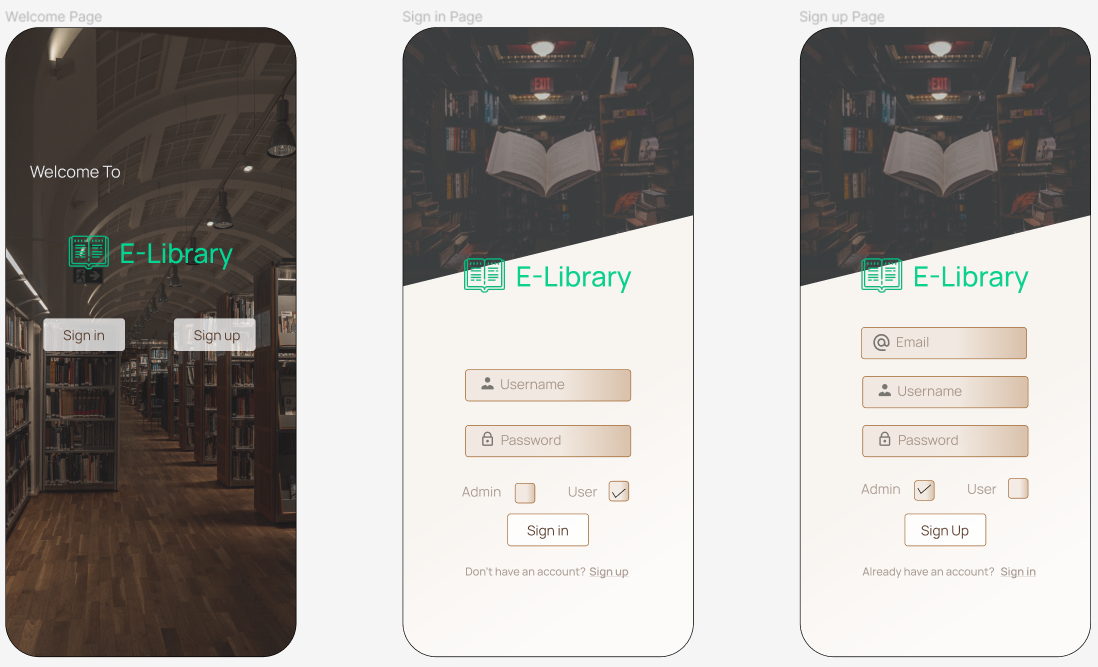 Welcome Page
Welcome To
E-Library
Sign in
Sign up
Sign in Page
EXIT
E-Library
Username
Password
Admin
User
Sign in
Don't have an account? Sign up
Sign up Page
EXIT
E-Library
Email
Username
Password
Admin
User
Sign Up
Already have an account? Sign in